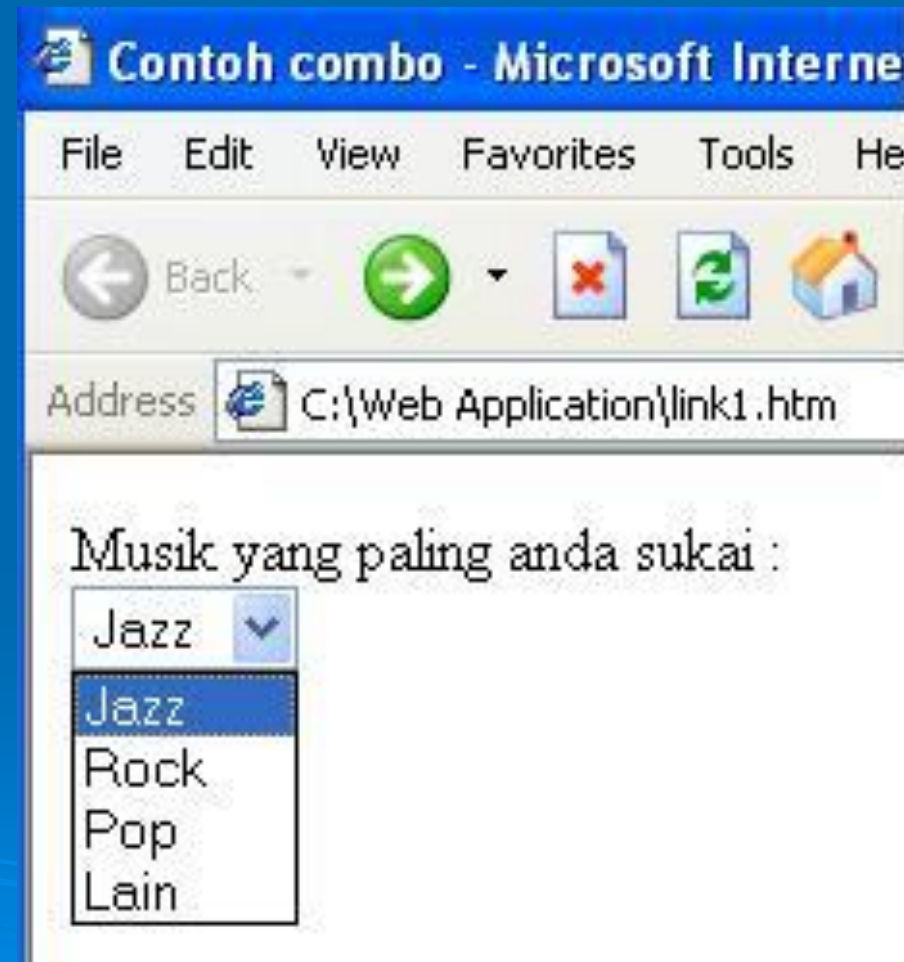 Contoh combo - Microsoft Interne
File Edit View Favorites Tools He
Back
Address C:\Web Application\link1.htm
Musik yang paling anda sukai :
Jazz
Jazz
Rock
Pop
Lain